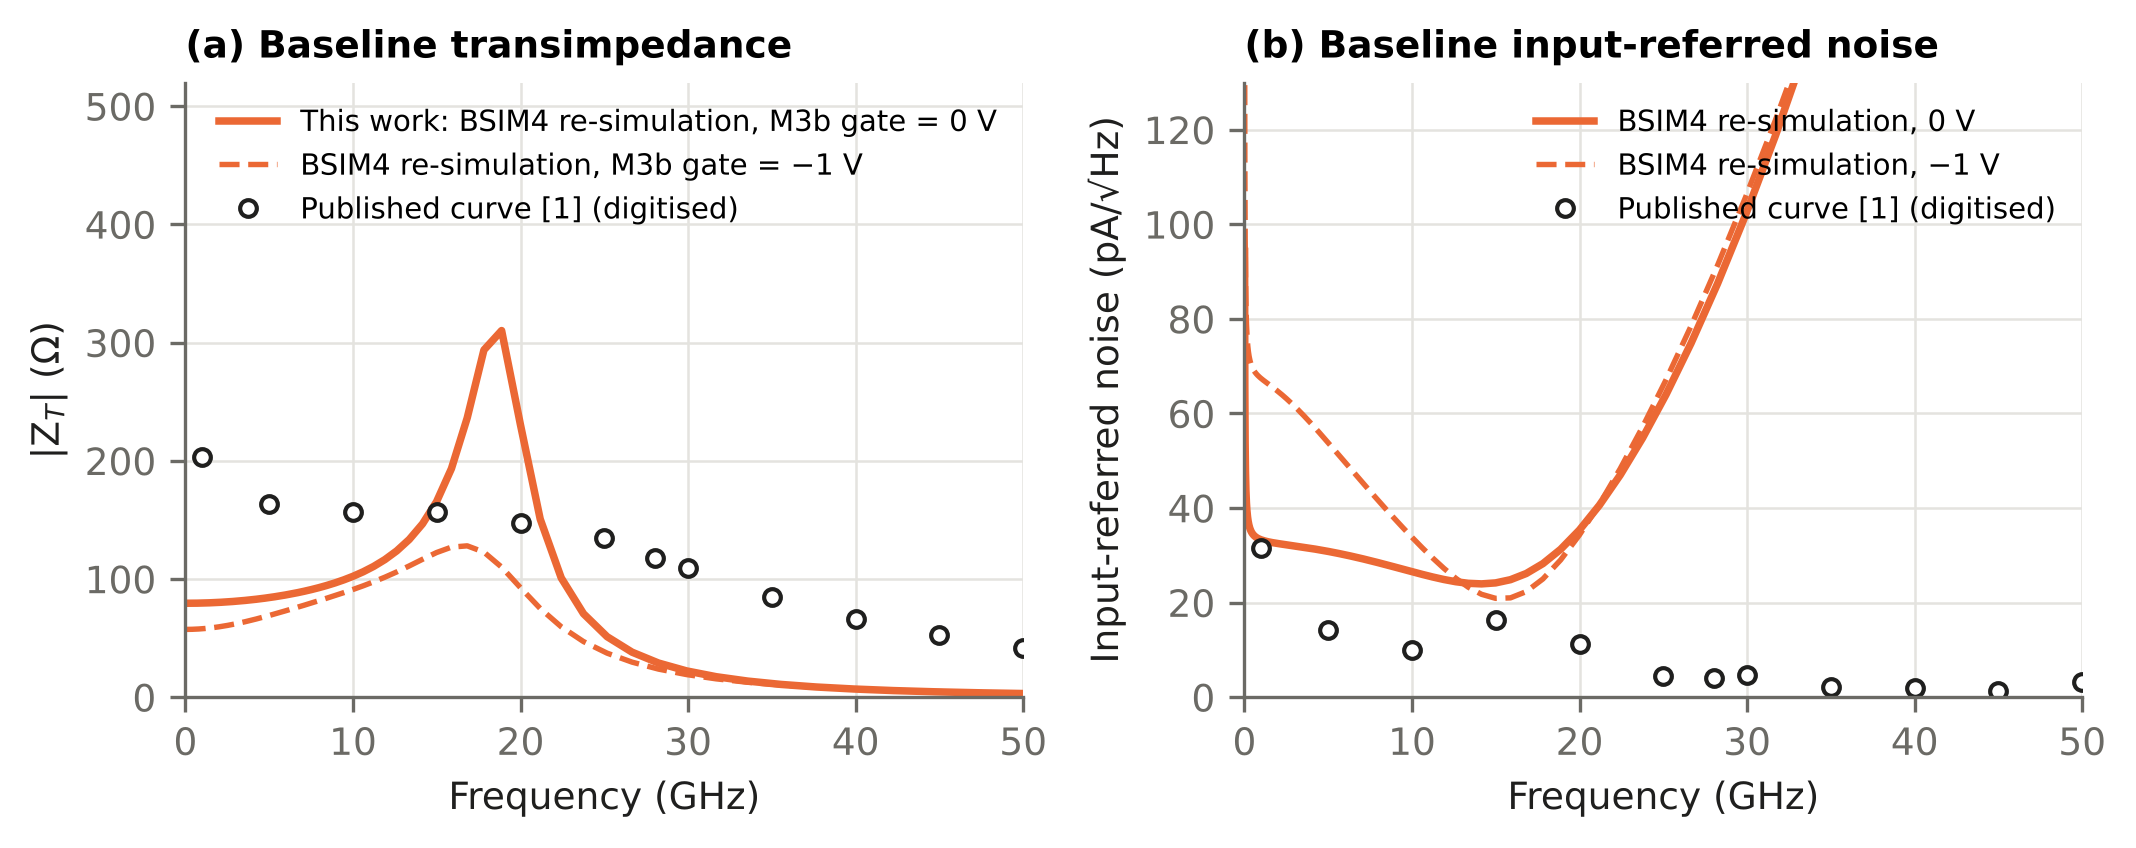 (a) Baseline transimpedance
500
400
300
200
100
0
|Z_T| (Ω)
This work: BSIM4 re-simulation, M3b gate = 0 V
BSIM4 re-simulation, M3b gate = −1 V
Published curve [1] (digitised)
0 10 20 30 40 50
Frequency (GHz)
(b) Baseline input-referred noise
120
100
80
60
40
20
0
Input-referred noise (pA/√Hz)
BSIM4 re-simulation, 0 V
BSIM4 re-simulation, −1 V
Published curve [1] (digitised)
0 10 20 30 40 50
Frequency (GHz)